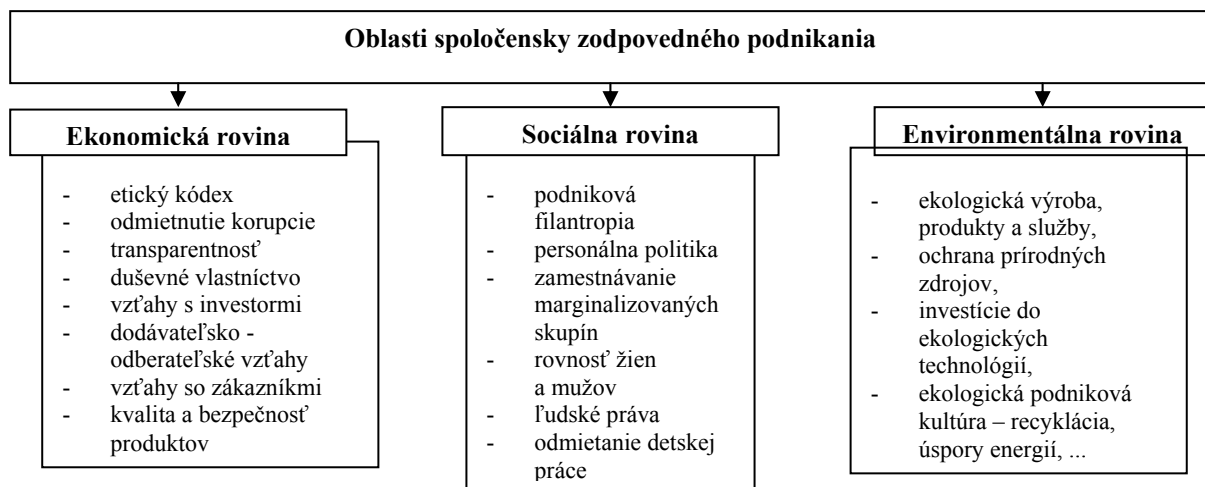 Oblasti spoločensky zodpovedného podnikania
Ekonomická rovina
- etický kódex
- odmietnutie korupcie
- transparentnosť
- duševné vlastníctvo
- vzťahy s investormi
- dodávateľsko -
odberateľské vzťahy
- vzťahy so zákazníkmi
- kvalita a bezpečnosť
produktov
Sociálna rovina
- podniková
filantropia
- personálna politika
- zamestnávanie
marginalizovaných
skupín
- rovnosť žien
a mužov
- ľudské práva
- odmietanie detskej
práce
Environmentálna rovina
- ekologická výroba,
produkty a služby,
- ochrana prírodných
zdrojov,
- investície do
ekologických
technológií,
- ekologická podniková
kultúra – recyklácia,
úspory energií, ...